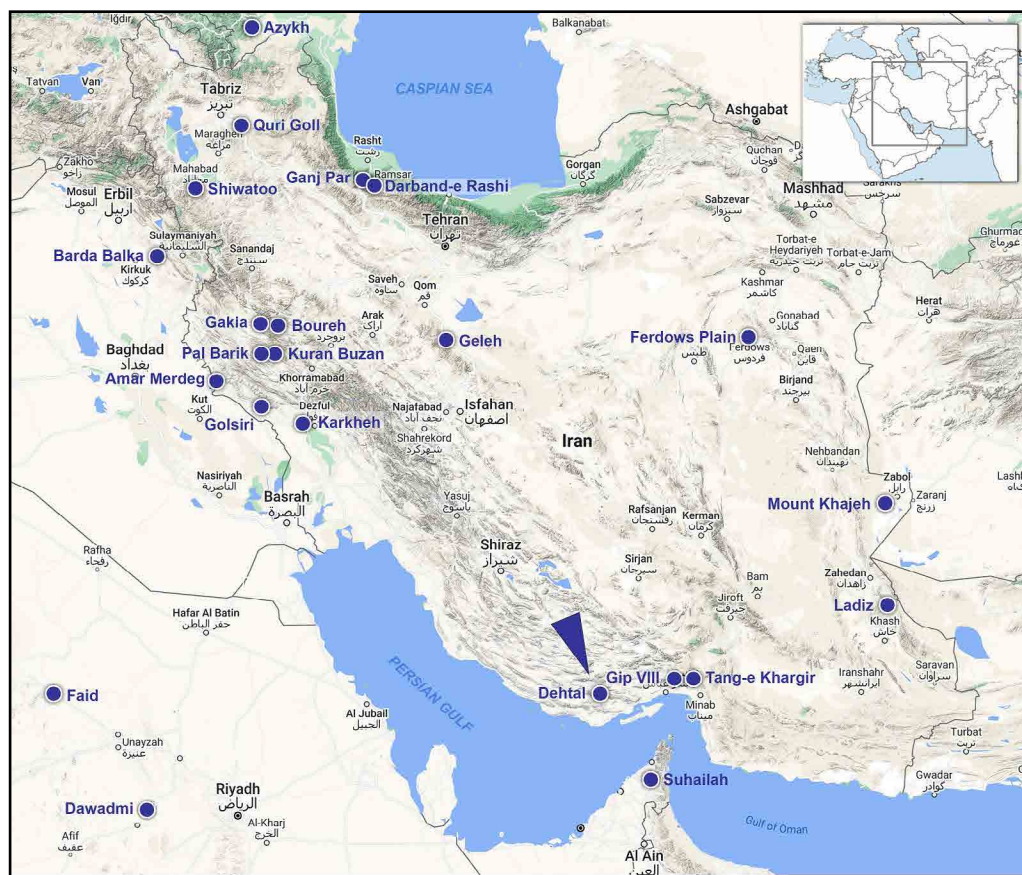 Iğdır
Azykh
Balkanabat
Tatvan
Van
Tabriz
تبریز
CASPIAN SEA
Ashgabat
Quri Goll
Maragheh
مراغه
Rasht
رشت
Quchan
قوچان
Zakho
زاخو
Mahabad
Gorgan
گرگان
Mosul
الموصل
Ganj Par
Ramsar
Darband-e Rashi
Mashhad
مشهد
Sarakhs
سرخس
Shiwatoo
Erbil
أربيل
Sabzevar
سبزوار
Tehran
تهران
Ghurmach
غورماچ
Sulaymaniyah
السليمانية
Sanandaj
سنندج
Torbat-e
Heydariyeh
تربت حیدریه
Torbat-e-Jam
تربت جام
Barda Balka
Kirkuk
كركوك
Saveh
ساوه
Qom
قم
Kashmar
کاشمر
Herat
هرات
Gakia
Boureh
Arak
اراک
بروجرد
Gonabad
گناباد
Geleh
Ferdows Plain
Ferdows
فردوس
طبس
Qaen
قاین
Baghdad
بغداد
Pal Barik
Kuran Buzan
Khorramabad
خرم آباد
Amar Merdeg
Birjand
بیرجند
Kut
الكوت
Dezful
Najafabad
نجف آباد
Isfahan
اصفهان
Golsiri
Karkheh
Shahrekord
شهرکرد
Iran
Nehbandan
نهبندان
Nasiriyah
الناصرية
Zabol
زابل
Lash
Basrah
البصرة
Yasuj
یاسوج
Mount Khajeh
Zaranj
زرنج
Rafsanjan
رفسنجان
Kerman
کرمان
Rafha
رفحاء
Shiraz
شیراز
Sirjan
سیرجان
Bam
بم
Zahedan
زاهدان
Jiroft
جیرفت
Ladiz
Hafar Al Batin
حفر الباطن
Khash
خاش
PERSIAN GULF
Iranshahr
ایرانشهر
Saravan
سراوان
Faid
Dehtal
Gip VIII
Tang-e Khargir
Minab
میناب
Al Jubail
الجبيل
Unayzah
عنيزة
Turbat
تربت
Suhailah
Gwadar
گوادر
Riyadh
الرياض
Dawadmi
Al-Kharj
الخرج
Gulf of Oman
Afif
عفيف
Al Ain
العين